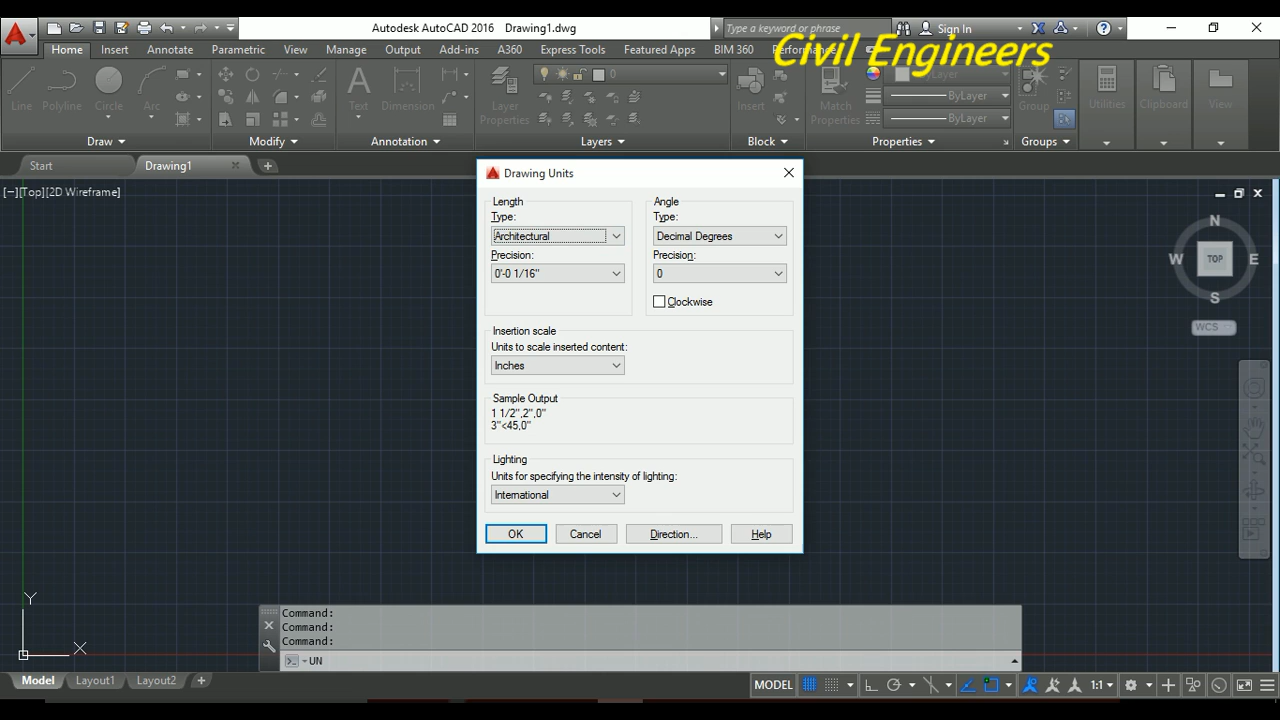 Autodesk AutoCAD 2016 Drawing1.dwg
Type a keyword or phrase
Sign In
Home Insert Annotate Parametric View Manage Output Add-ins A360 Express Tools Featured Apps BIM 360 Performance
Civil Engineers
Line Polyline Circle Arc
Text Dimension
Layer Properties
0
Insert
Match Properties
ByLayer
ByLayer
ByLayer
Group
Utilities
Clipboard
View
Draw Modify Annotation Layers Block Properties Groups
Start Drawing1
[−][Top][2D Wireframe]
Drawing Units
Length
Type:
Architectural
Precision:
0'-0 1/16"
Angle
Type:
Decimal Degrees
Precision:
0
Clockwise
Insertion scale
Units to scale inserted content:
Inches
Sample Output
1 1/2",2",0"
3"<45,0"
Lighting
Units for specifying the intensity of lighting:
International
OK Cancel Direction... Help
N
W TOP E
S
WCS
Y
X
Command:
Command:
Command:
UN
Model Layout1 Layout2
MODEL 1:1